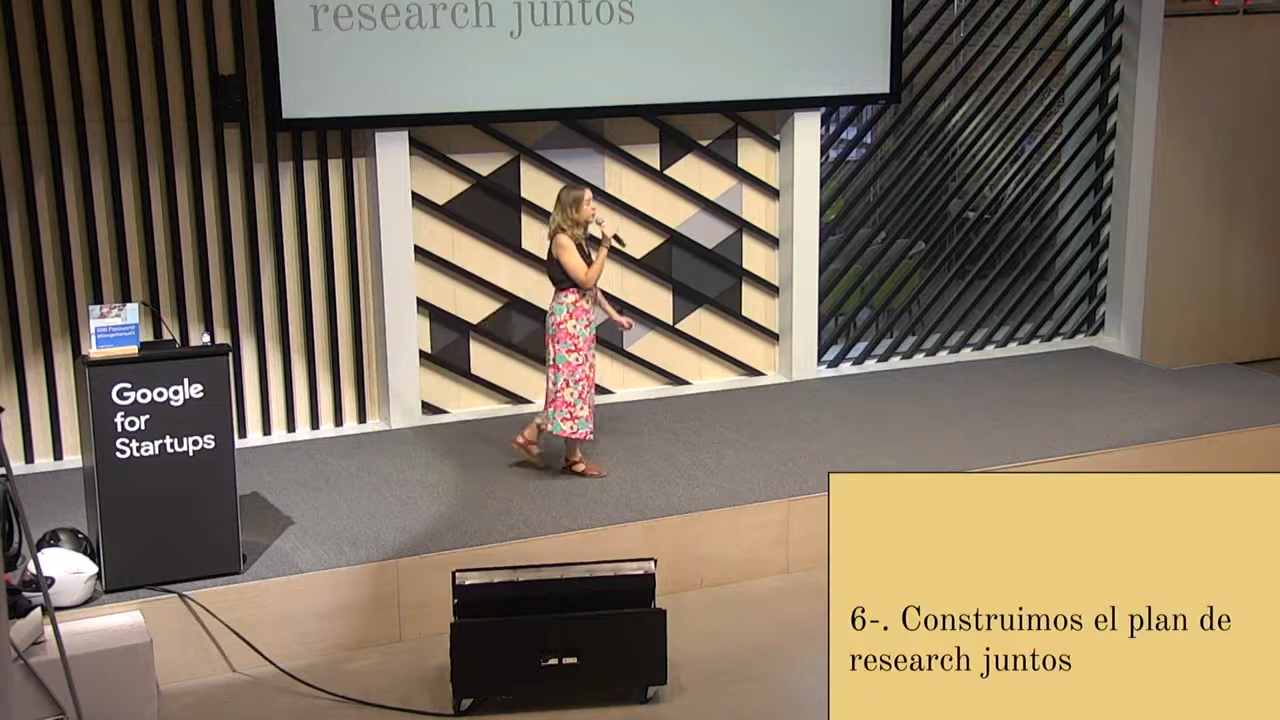 research juntos
Google
for
Startups
6-. Construimos el plan de
research juntos